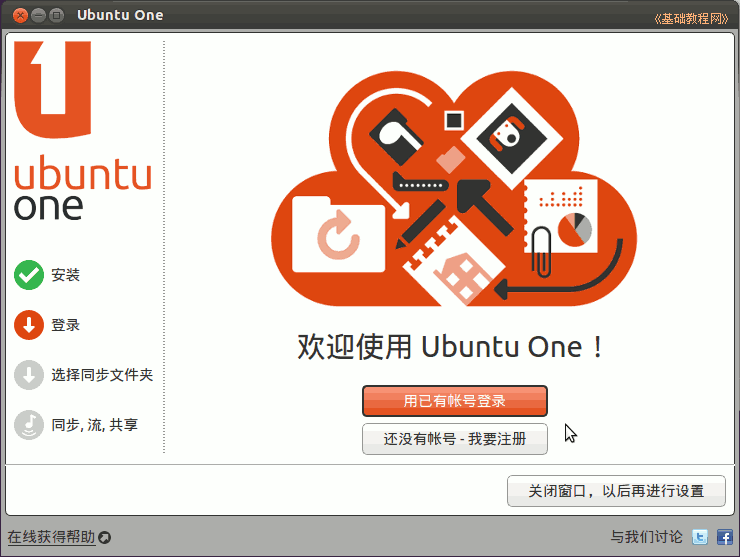 Ubuntu One
《基础教程网》
ubuntu
one
安装
登录
选择同步文件夹
同步, 流, 共享
欢迎使用 Ubuntu One！
用已有帐号登录
还没有帐号 - 我要注册
关闭窗口，以后再进行设置
在线获得帮助
与我们讨论